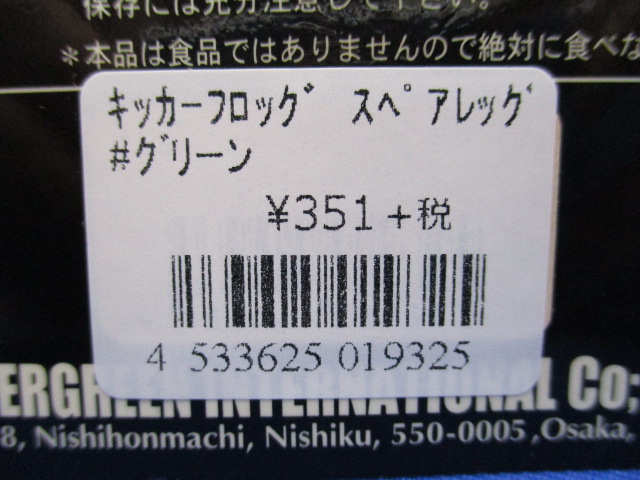 保存には充分注意して下さい。
*本品は食品ではありませんので絶対に食べな
ｷｯｶｰﾌﾛｯｸﾞ ｽﾍﾟｱﾚｯｸﾞ
#ｸﾞﾘｰﾝ
¥351+税
4 533625 019325
ERGREEN INTERNATIONAL Co;
8, Nishihonmachi, Nishiku, 550-0005,Osaka,